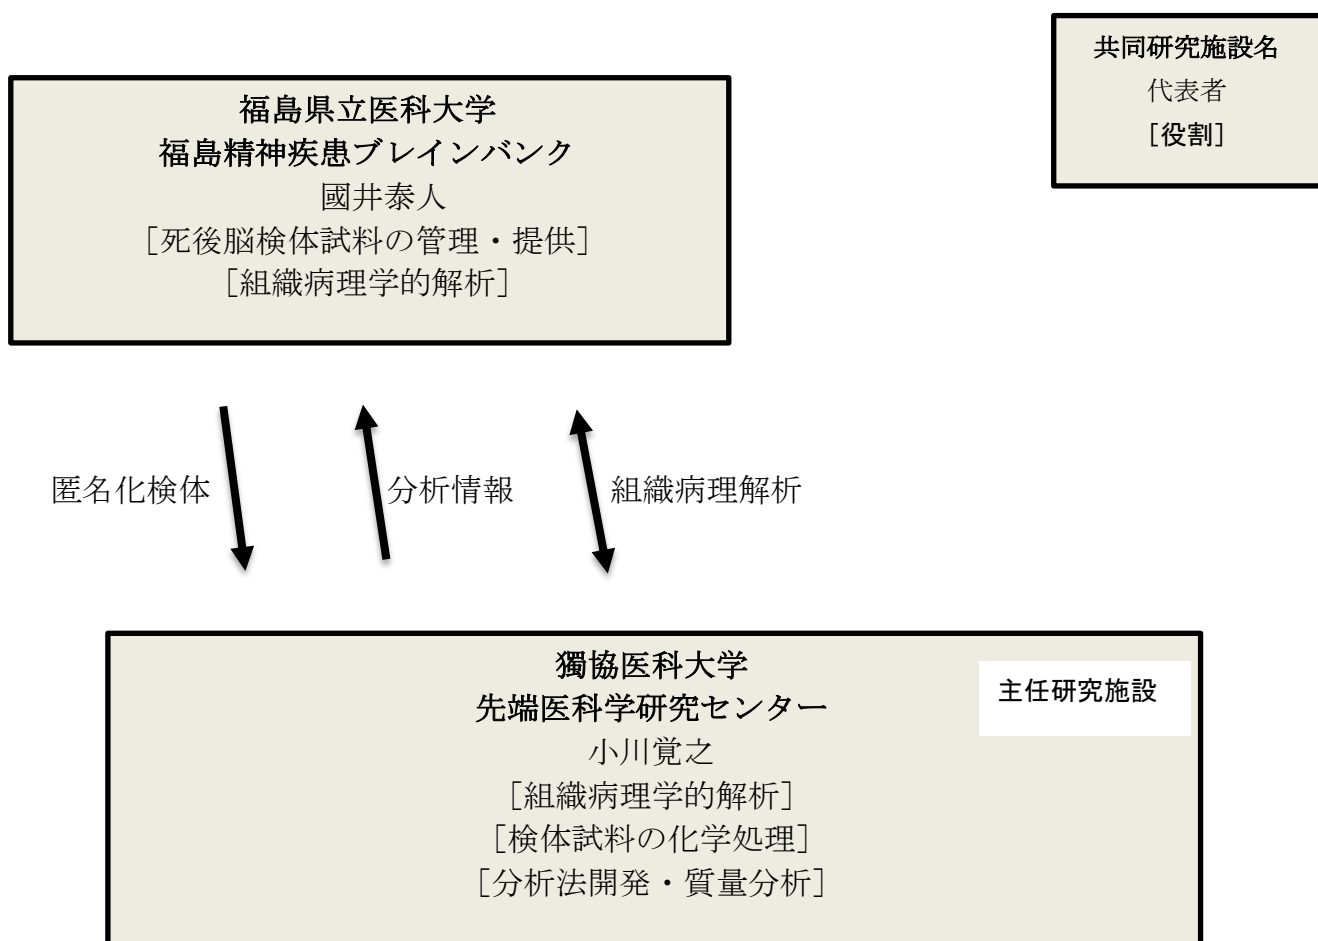 共同研究施設名
代表者
[役割]
福島県立医科大学
福島精神疾患ブレインバンク
國井泰人
[死後脳検体試料の管理・提供]
[組織病理学的解析]
匿名化検体
分析情報
組織病理解析
獨協医科大学
先端医科学研究センター
小川覚之
[組織病理学的解析]
[検体試料の化学処理]
[分析法開発・質量分析]
主任研究施設